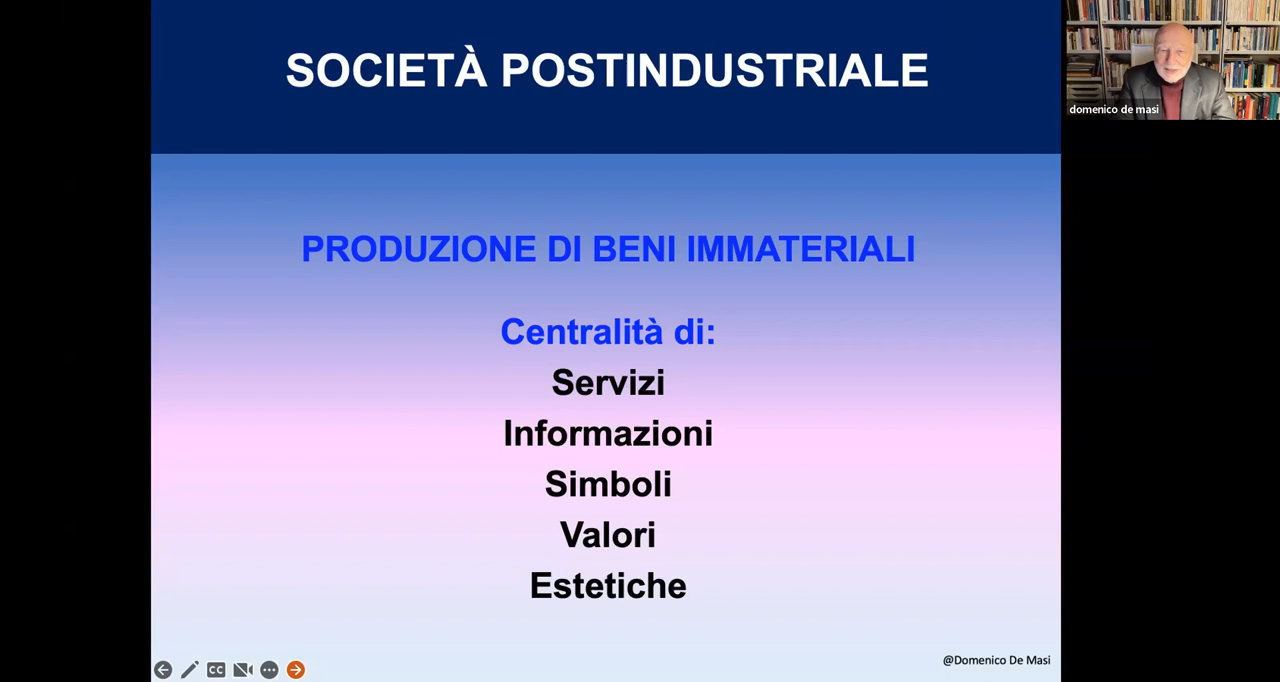 SOCIETÀ POSTINDUSTRIALE
domenico de masi
PRODUZIONE DI BENI IMMATERIALI
Centralità di:
Servizi
Informazioni
Simboli
Valori
Estetiche
CC
@Domenico De Masi